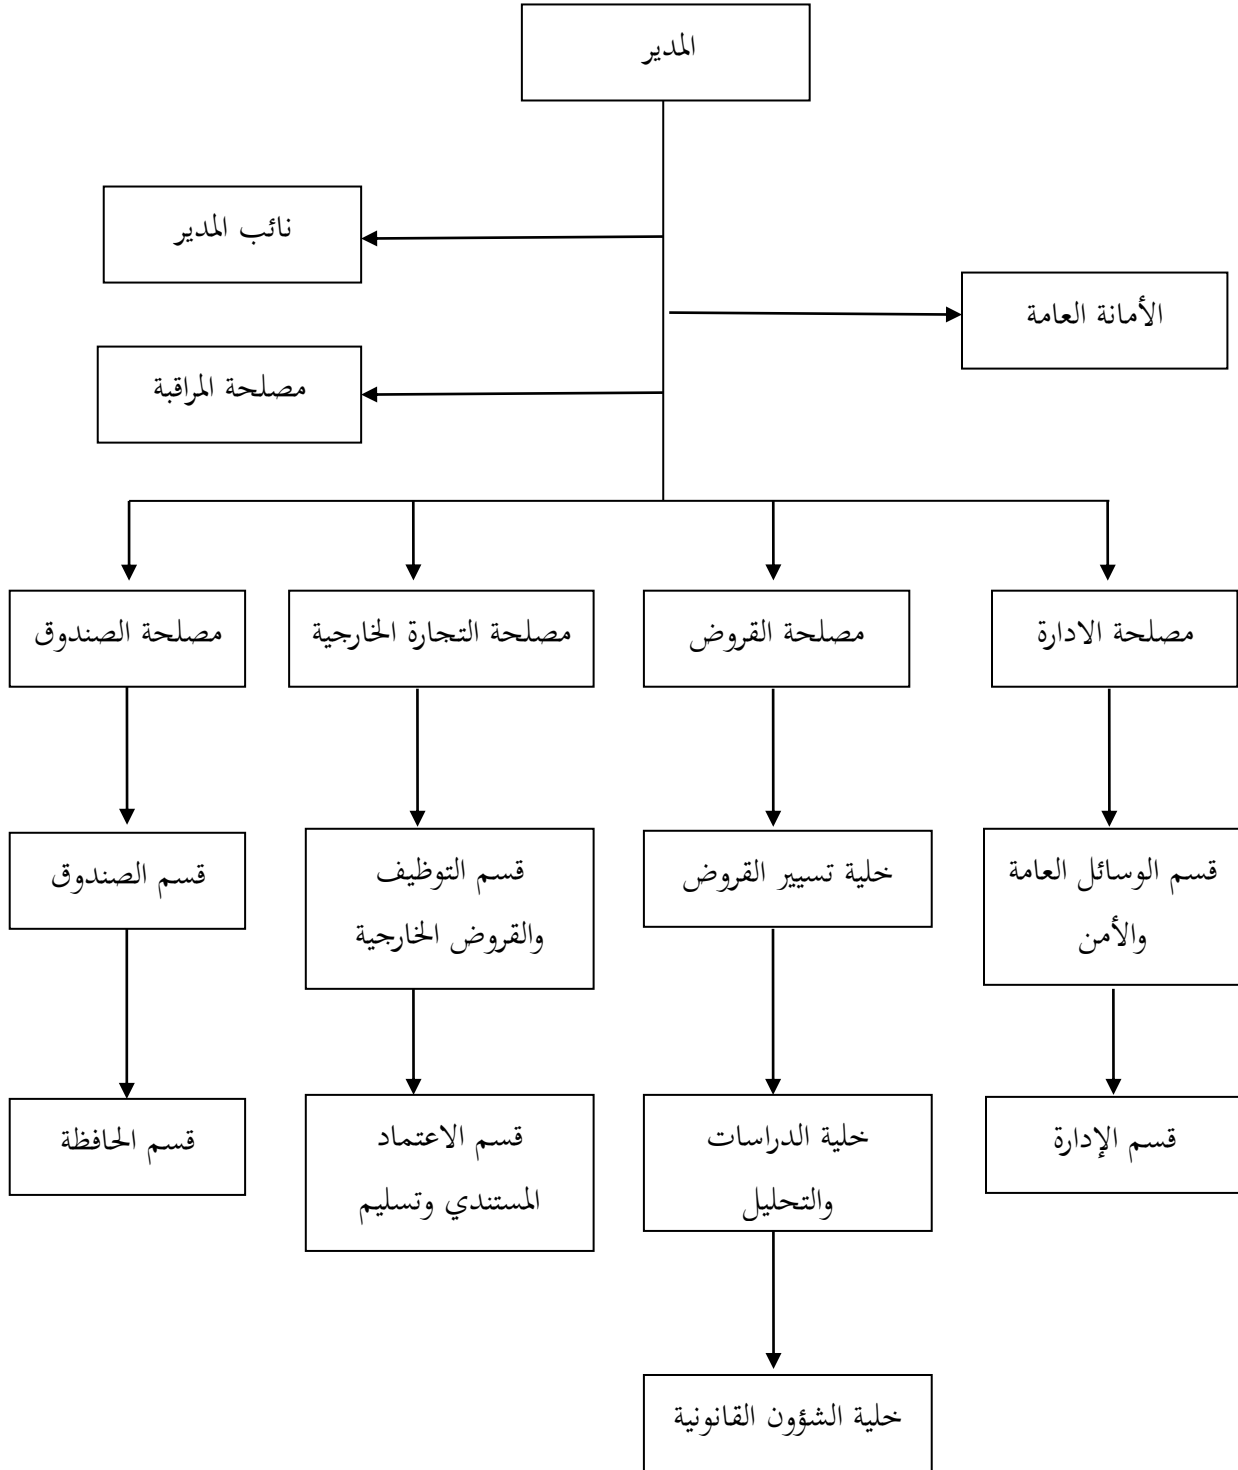 المدير
نائب المدير
الأمانة العامة
مصلحة المراقبة
مصلحة الادارة
مصلحة القروض
مصلحة التجارة الخارجية
مصلحة الصندوق
قسم الوسائل العامة
والأمن
خلية تسيير القروض
قسم التوظيف
والقروض الخارجية
قسم الصندوق
قسم الإدارة
خلية الدراسات
والتحليل
قسم الاعتماد
المستندي وتسليم
قسم الحافظة
خلية الشؤون القانونية